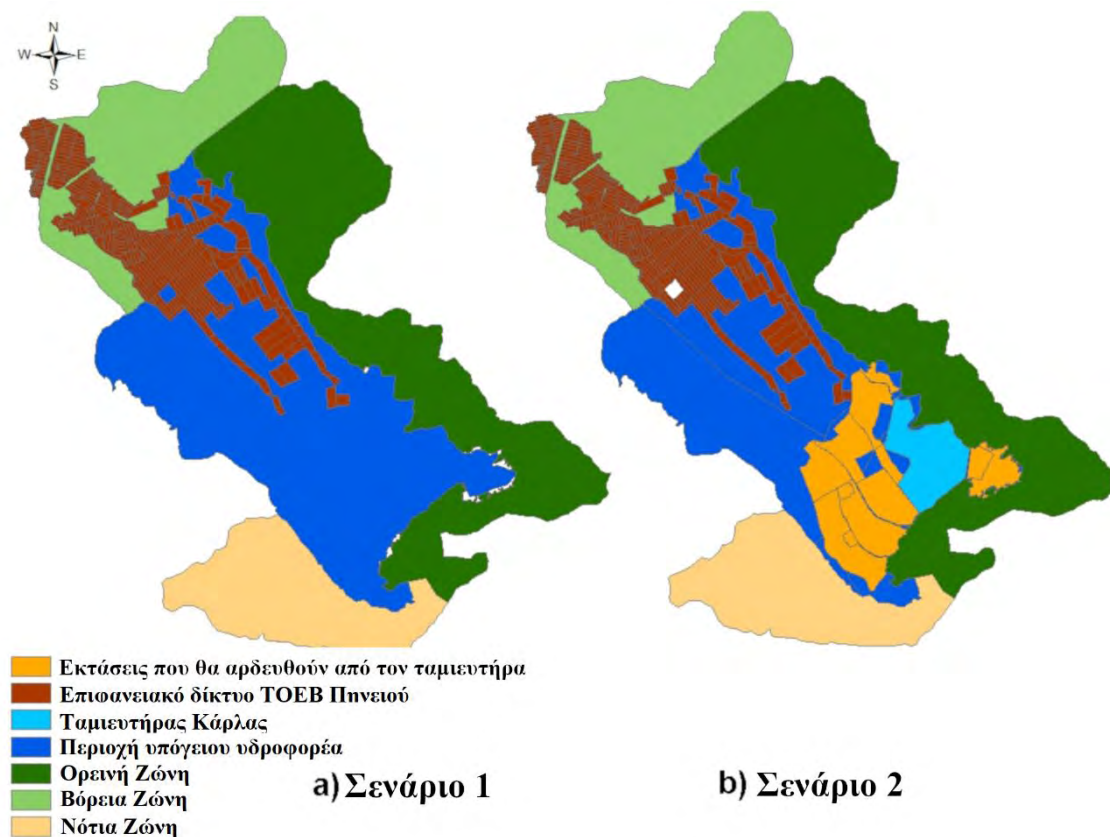 N
W E
S
Εκτάσεις που θα αρδευθούν από τον ταμιευτήρα
Επιφανειακό δίκτυο ΤΟΕΒ Πηνειού
Ταμιευτήρας Κάρλας
Περιοχή υπόγειου υδροφορέα
Ορεινή Ζώνη
Βόρεια Ζώνη
Νότια Ζώνη
a) Σενάριο 1
b) Σενάριο 2